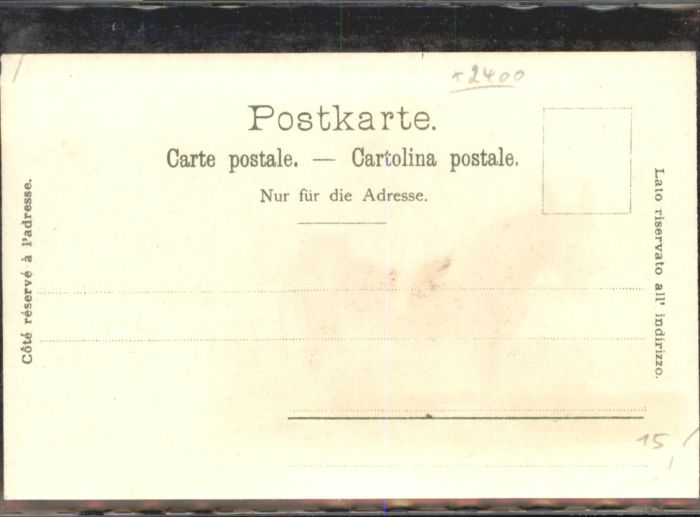 +2400
Postkarte.
Carte postale. — Cartolina postale.
Nur für die Adresse.
Côté réservé à l'adresse.
Lato riservato all' indirizzo.
15